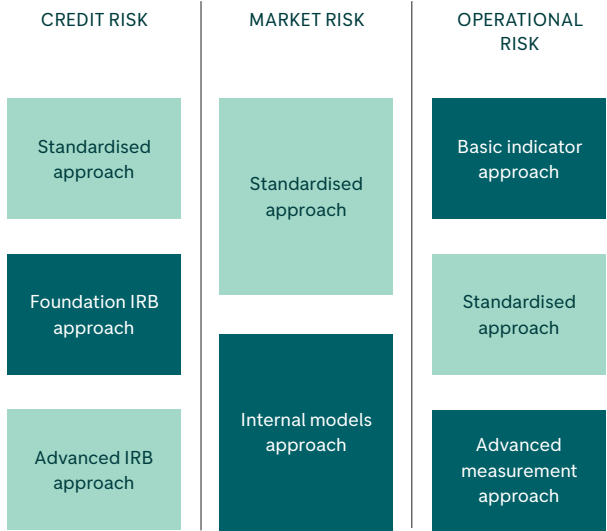 CREDIT RISK
Standardised
approach
Foundation IRB
approach
Advanced IRB
approach
MARKET RISK
Standardised
approach
Internal models
approach
OPERATIONAL
RISK
Basic indicator
approach
Standardised
approach
Advanced
measurement
approach